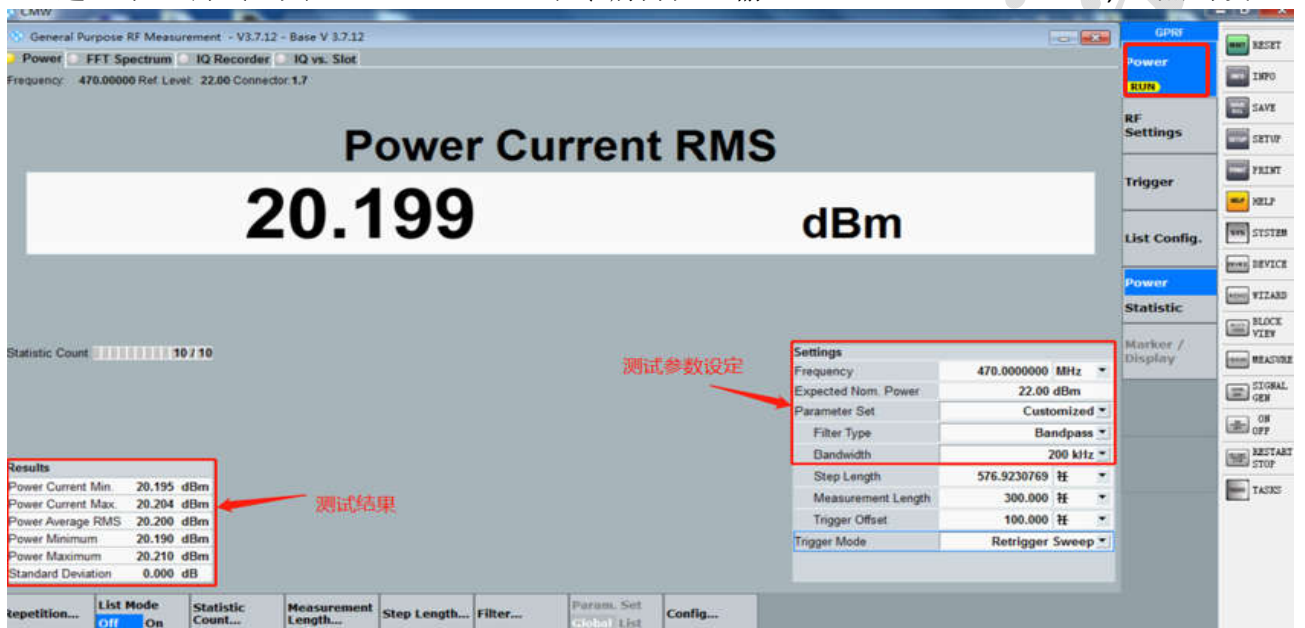 CMW
General Purpose RF Measurement - V3.7.12 - Base V 3.7.12
GPRF
Power FFT Spectrum IQ Recorder IQ vs. Slot
Frequency: 470.00000 Ref. Level: 22.00 Connector: 1.7
Power Current RMS
20.199 dBm
Statistic Count 10 / 10
测试参数设定
Settings
Frequency 470.0000000 MHz
Expected Nom. Power 22.00 dBm
Parameter Set Customized
Filter Type Bandpass
Bandwidth 200 kHz
Step Length 576.9230769
Measurement Length 300.000
Trigger Offset 100.000
Trigger Mode Retrigger Sweep
测试结果
Results
Power Current Min. 20.195 dBm
Power Current Max. 20.204 dBm
Power Average RMS 20.200 dBm
Power Minimum 20.190 dBm
Power Maximum 20.210 dBm
Standard Deviation 0.000 dB
Power
RUN
RF
Settings
Trigger
List Config.
Power
Statistic
Marker /
Display
RESET
INFO
SAVE
SETUP
PRINT
HELP
SYSTEM
DEVICE
WIZARD
BLOCK
VIEW
MEASURE
SIGNAL
GEN
ON
OFF
RESTART
STOP
TASKS
Repetition...
List Mode
Off On
Statistic
Count...
Measurement
Length...
Step Length...
Filter...
Param. Set
Global List
Config...